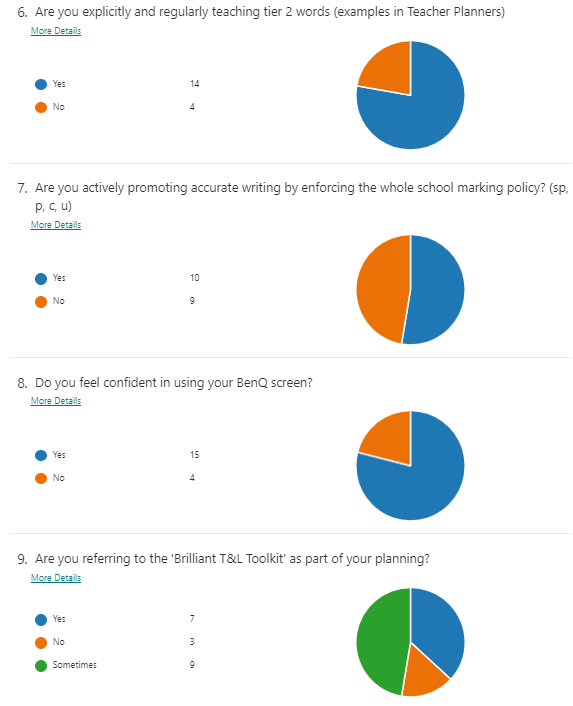 6. Are you explicitly and regularly teaching tier 2 words (examples in Teacher Planners)
More Details
Yes 14
No 4
7. Are you actively promoting accurate writing by enforcing the whole school marking policy? (sp,
p, c, u)
More Details
Yes 10
No 9
8. Do you feel confident in using your BenQ screen?
More Details
Yes 15
No 4
9. Are you referring to the 'Brilliant T&L Toolkit' as part of your planning?
More Details
Yes 7
No 3
Sometimes 9